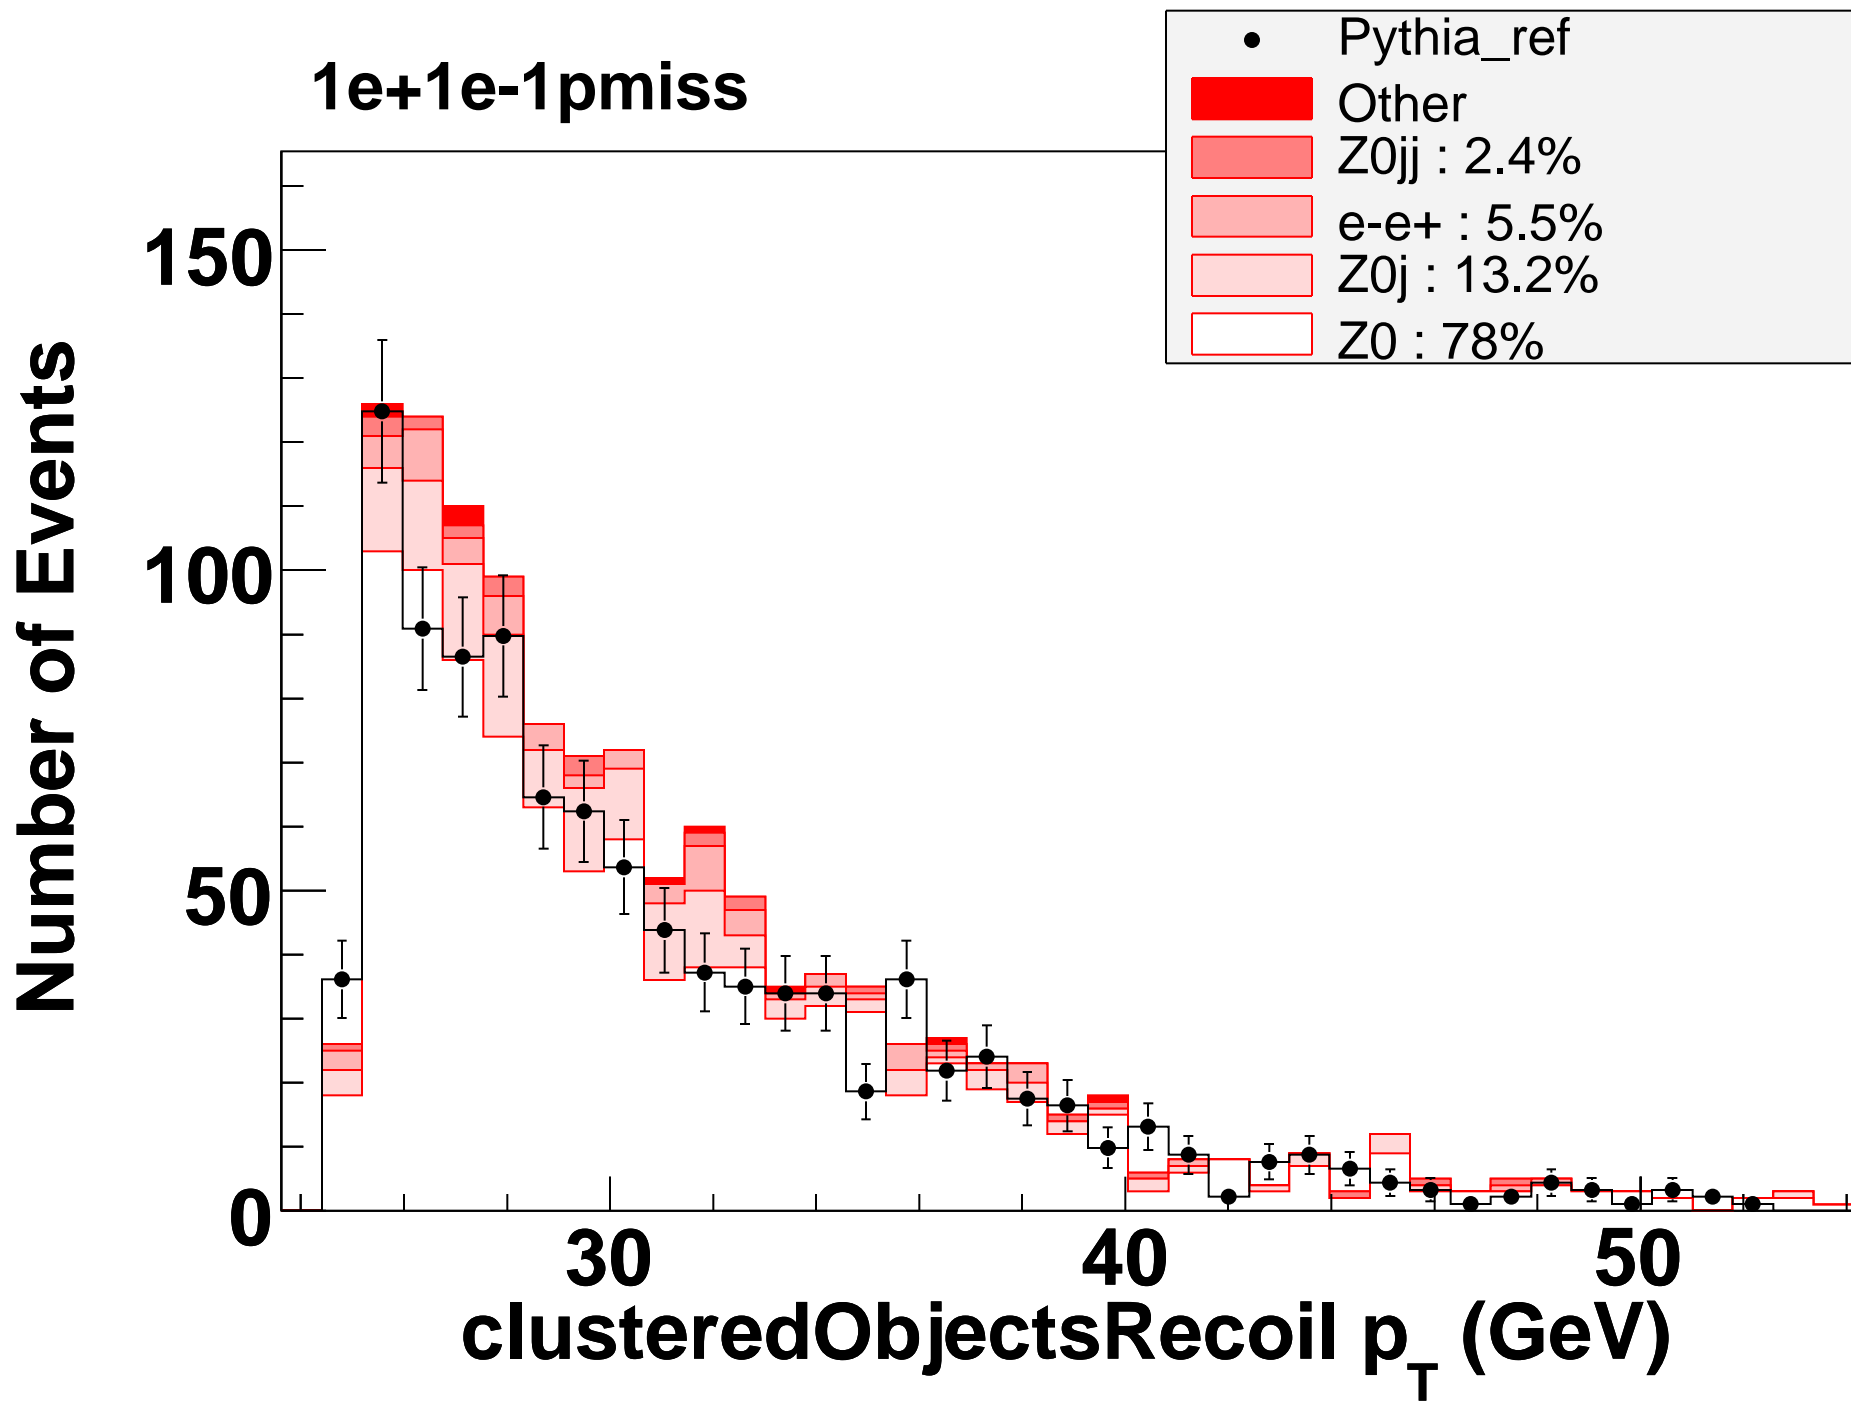 1e+1e-1pmiss
Pythia_ref
Other
Z0jj : 2.4%
e-e+ : 5.5%
Z0j : 13.2%
Z0 : 78%
Number of Events
150
100
50
0
30 40 50
clusteredObjectsRecoil p_T (GeV)